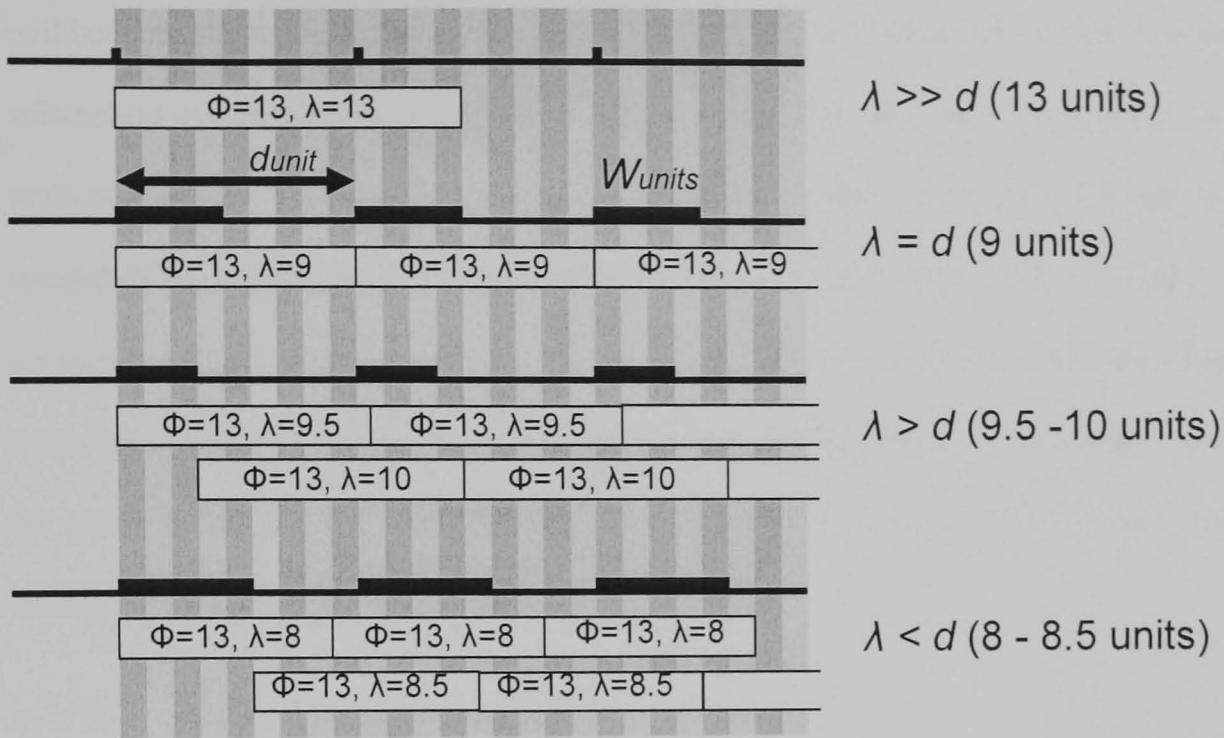 λ >> d (13 units)
Φ=13, λ=13
dunit
Wunits
λ = d (9 units)
Φ=13, λ=9 Φ=13, λ=9 Φ=13, λ=9
Φ=13, λ=9.5 Φ=13, λ=9.5
λ > d (9.5 -10 units)
Φ=13, λ=10 Φ=13, λ=10
Φ=13, λ=8 Φ=13, λ=8 Φ=13, λ=8
λ < d (8 - 8.5 units)
Φ=13, λ=8.5 Φ=13, λ=8.5